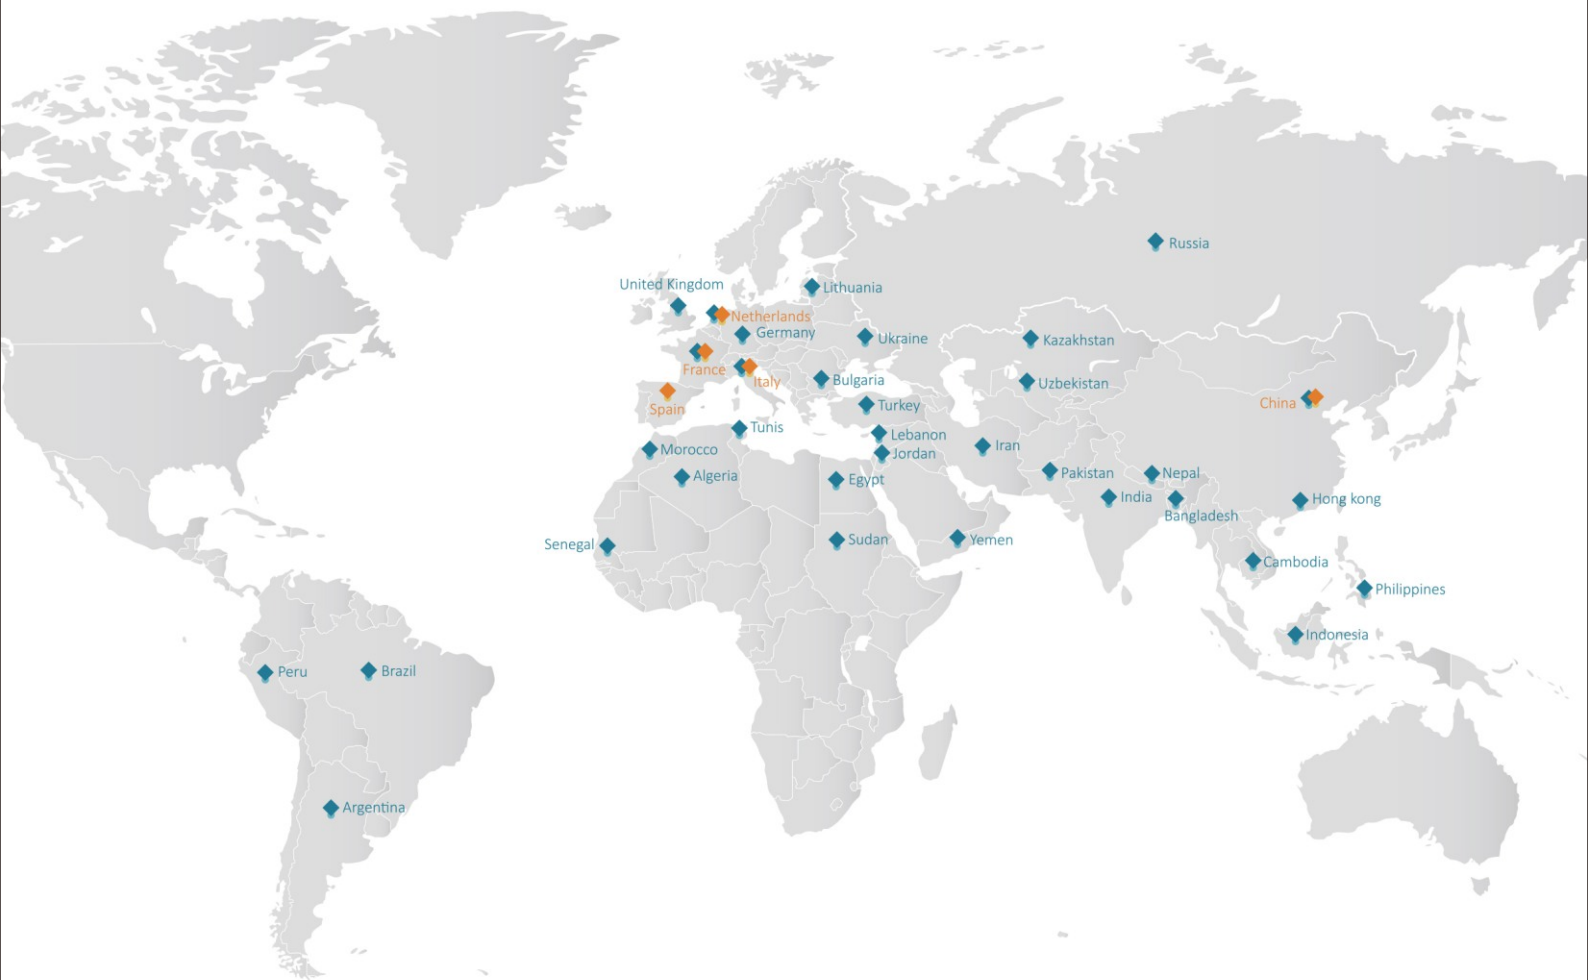 Russia
United Kingdom
Lithuania
Netherlands
Germany
Ukraine
Kazakhstan
France
Italy
Bulgaria
Uzbekistan
Spain
Turkey
China
Tunis
Lebanon
Morocco
Iran
Jordan
Algeria
Egypt
Pakistan
Nepal
India
Hong kong
Bangladesh
Senegal
Sudan
Yemen
Cambodia
Philippines
Indonesia
Peru
Brazil
Argentina